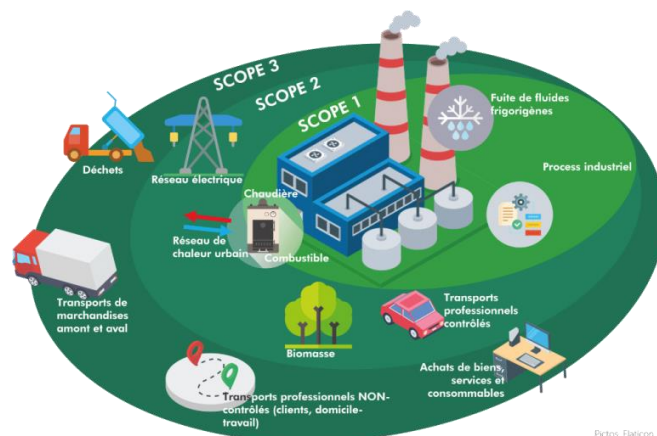 SCOPE 3
SCOPE 2
SCOPE 1
Fuite de fluides
frigorigènes
Déchets
Réseau électrique
Process industriel
Chaudière
Réseau de
chaleur urbain
Combustible
Transports de
marchandises
amont et aval
Transports
professionnels
contrôlés
Biomasse
Achats de biens,
services et
consommables
Transports professionnels NON-
contrôlés (clients, domicile-
travail)
Pictos Flaticon